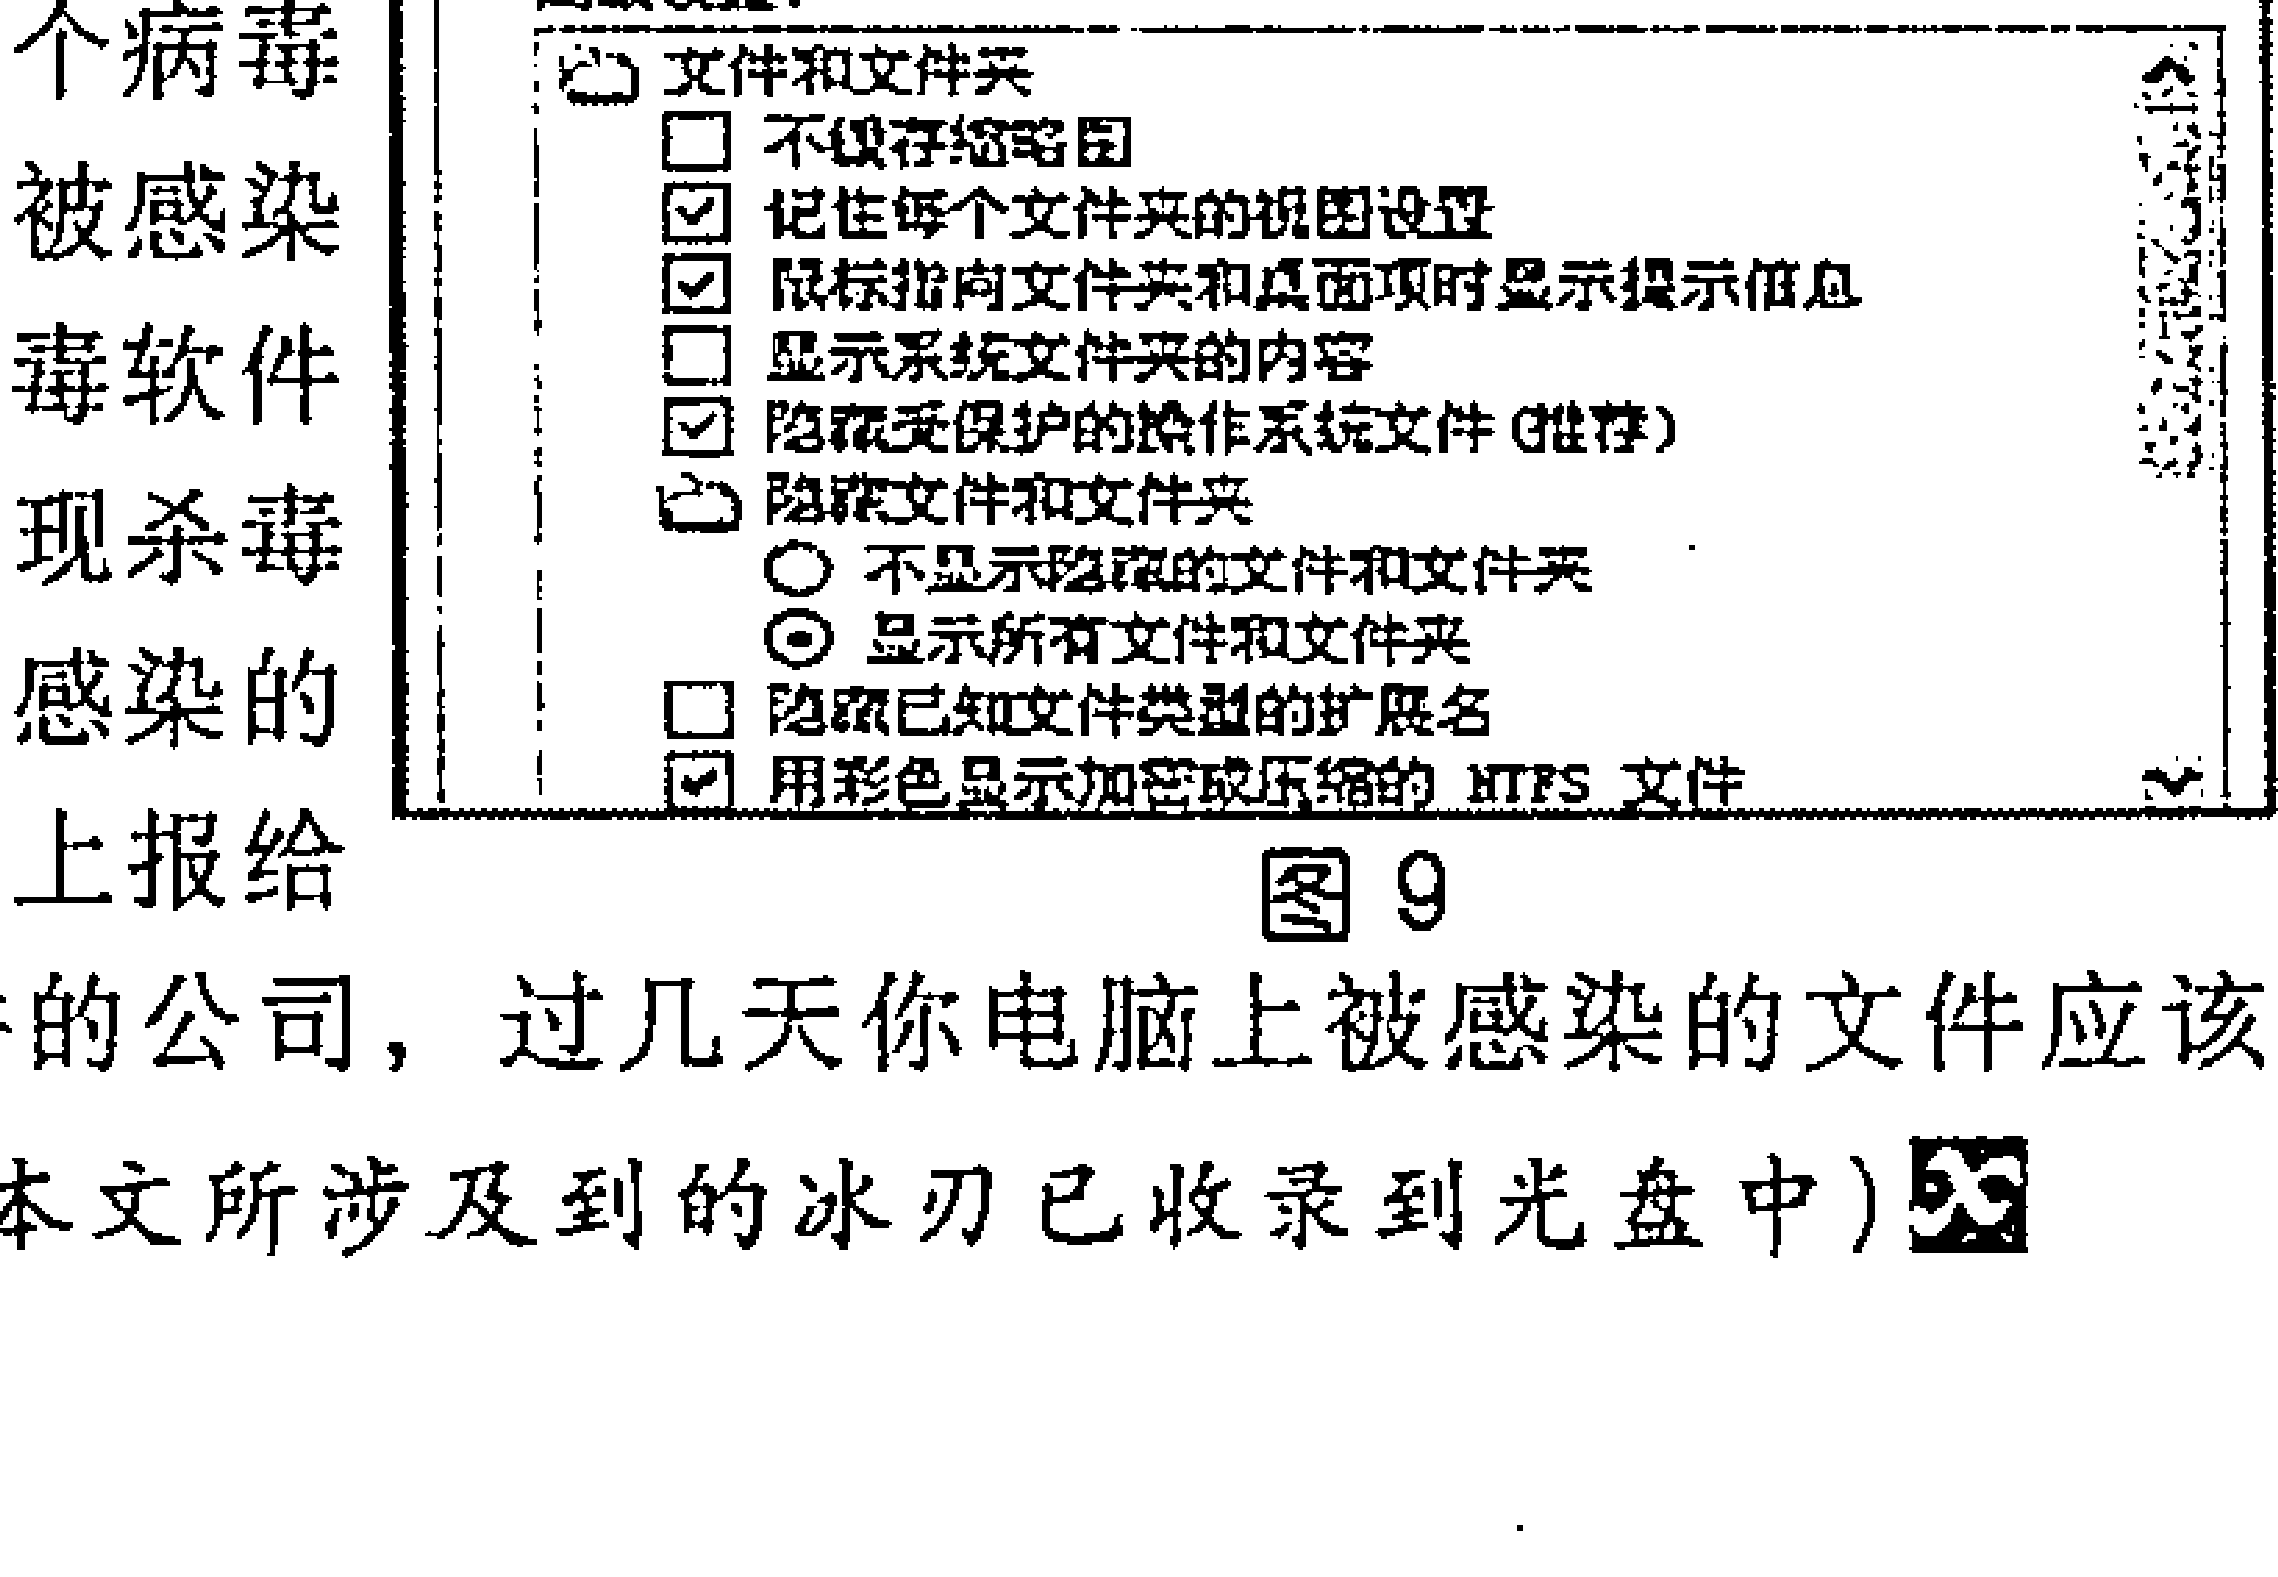 个病毒
被感染
毒软件
现杀毒
感染的
上报给
文件和文件夹
不缓存缩略图
记住每个文件夹的视图设置
鼠标指向文件夹和桌面项时显示提示信息
显示系统文件夹的内容
隐藏受保护的操作系统文件(推荐)
隐藏文件和文件夹
不显示隐藏的文件和文件夹
显示所有文件和文件夹
隐藏已知文件类型的扩展名
用彩色显示加密或压缩的 NTFS 文件
图 9
的公司，过几天你电脑上被感染的文件应该
本文所涉及到的冰刃已收录到光盘中)